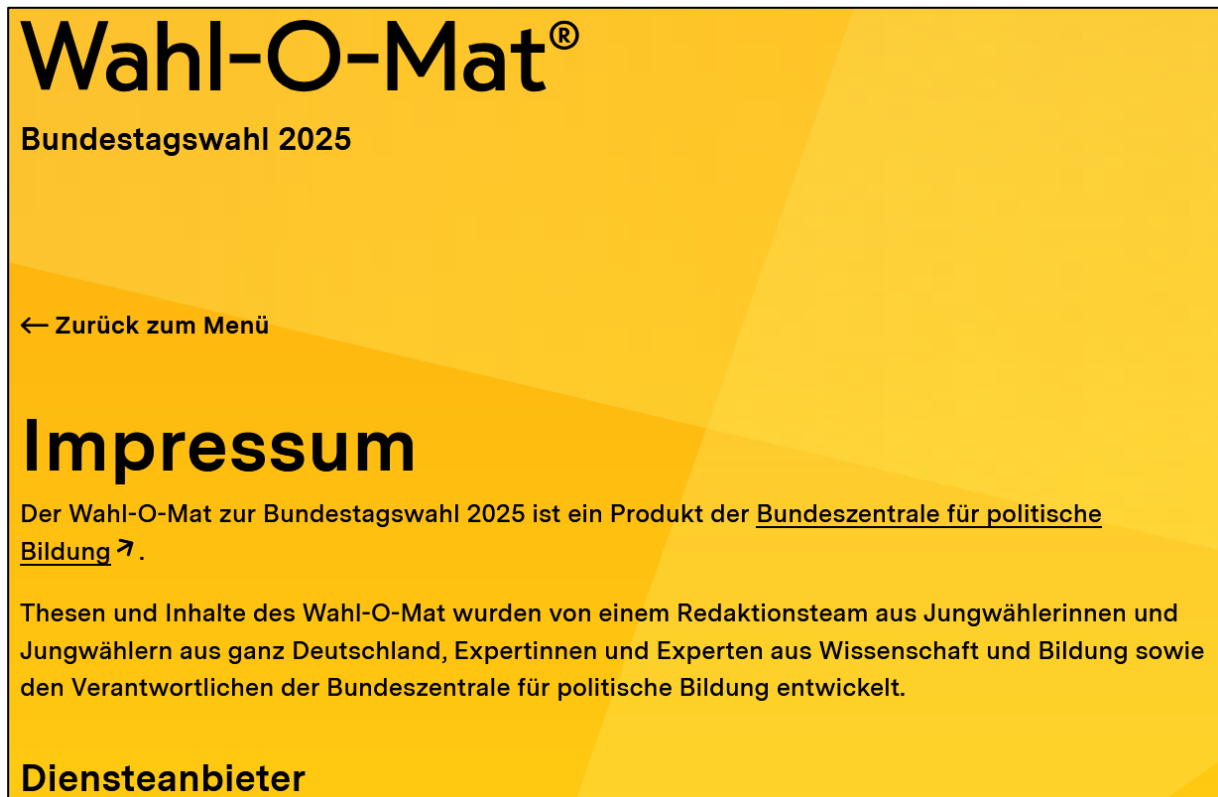 Wahl-O-Mat®
Bundestagswahl 2025
← Zurück zum Menü
Impressum
Der Wahl-O-Mat zur Bundestagswahl 2025 ist ein Produkt der Bundeszentrale für politische
Bildung↗.
Thesen und Inhalte des Wahl-O-Mat wurden von einem Redaktionsteam aus Jungwählerinnen und
Jungwählern aus ganz Deutschland, Expertinnen und Experten aus Wissenschaft und Bildung sowie
den Verantwortlichen der Bundeszentrale für politische Bildung entwickelt.
Diensteanbieter